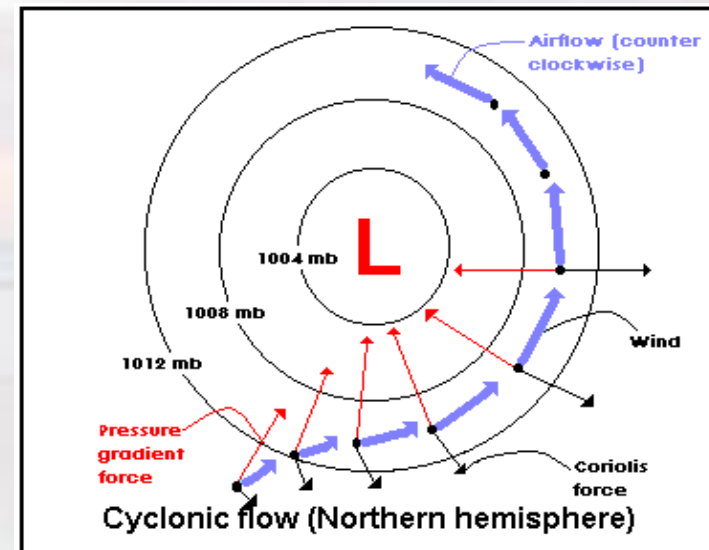 Airflow (counter
clockwise)
L
1004 mb
1008 mb
1012 mb
Wind
Pressure
gradient
force
Coriolis
force
Cyclonic flow (Northern hemisphere)